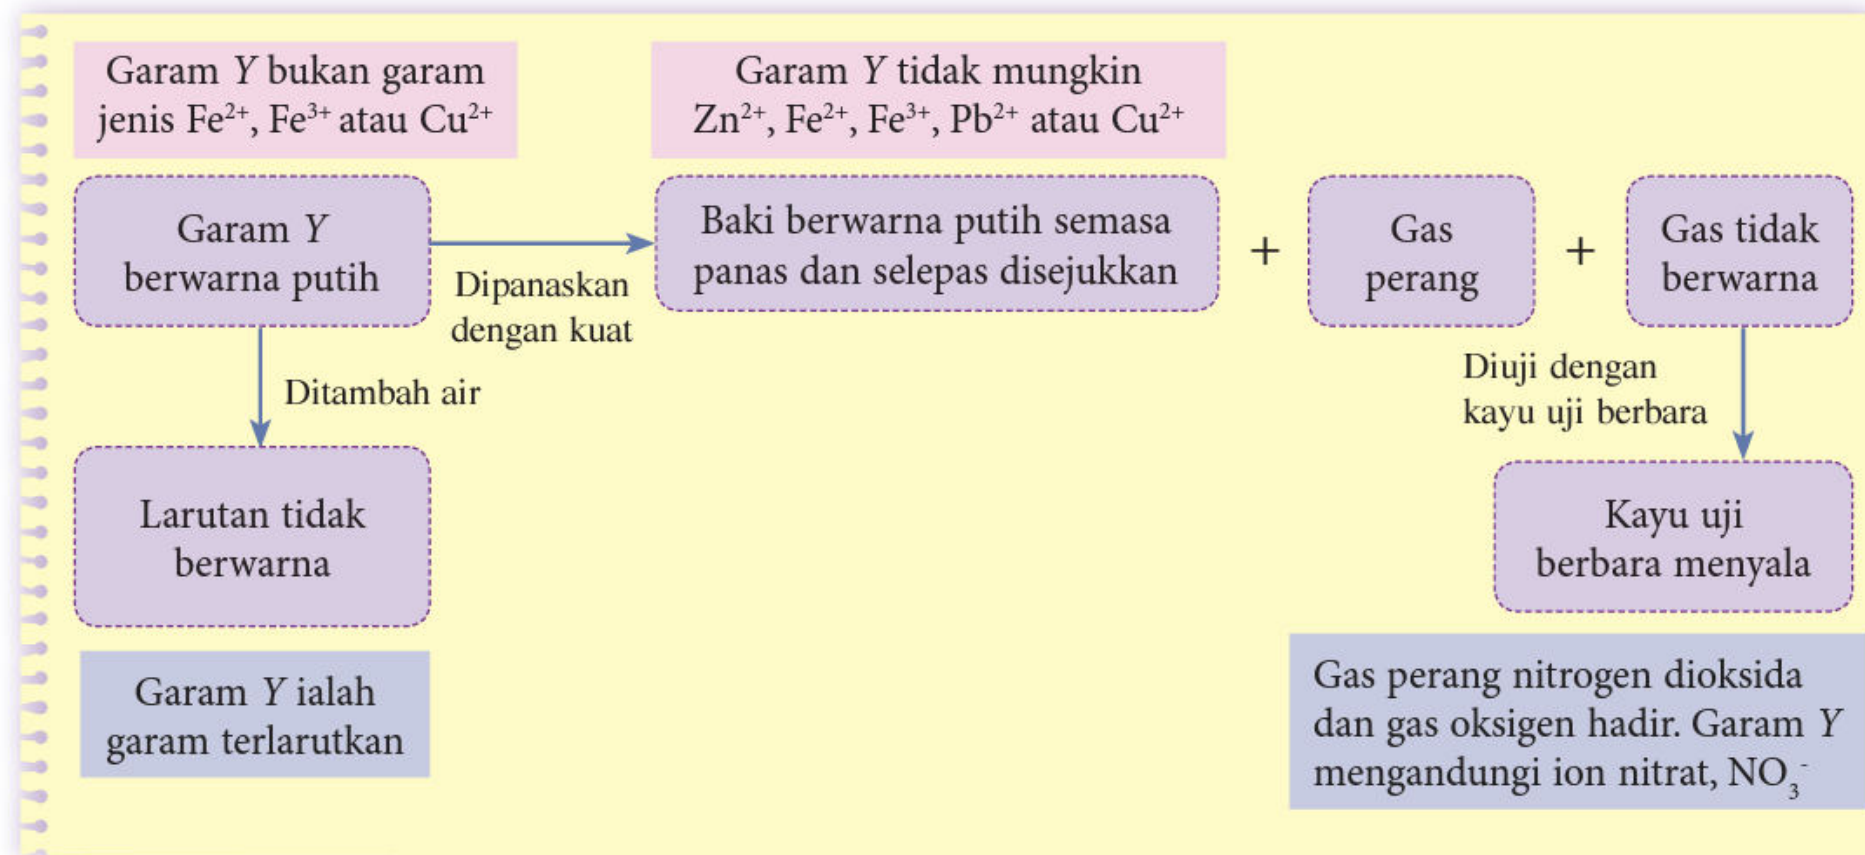 Garam Y bukan garam
jenis Fe²⁺, Fe³⁺ atau Cu²⁺
Garam Y tidak mungkin
Zn²⁺, Fe²⁺, Fe³⁺, Pb²⁺ atau Cu²⁺
Garam Y
berwarna putih
Dipanaskan
dengan kuat
Baki berwarna putih semasa
panas dan selepas disejukkan
+
Gas
perang
+
Gas tidak
berwarna
Ditambah air
Diuji dengan
kayu uji berbara
Larutan tidak
berwarna
Kayu uji
berbara menyala
Garam Y ialah
garam terlarutkan
Gas perang nitrogen dioksida
dan gas oksigen hadir. Garam Y
mengandungi ion nitrat, NO₃⁻